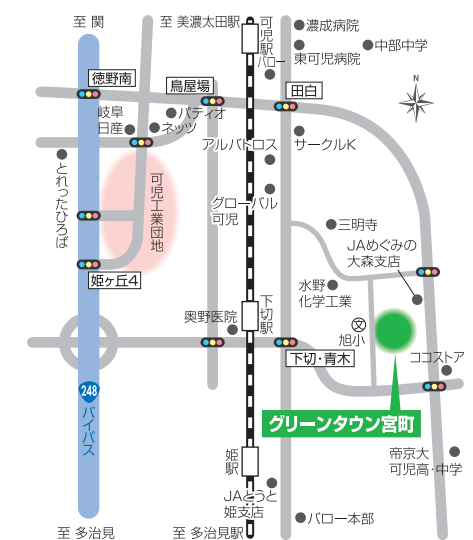 至 関
至 美濃太田駅
可児駅
濃成病院
東可児病院
中部中学
バロー
徳野南
鳥屋場
田白
N
岐阜
日産
パティオ
ネッツ
アルバトロス
サークルK
とれったひろば
可児工業団地
グローバル
可児
三明寺
JAめぐみの
大森支店
姫ヶ丘4
水野
化学工業
下切駅
奥野医院
文
旭小
下切・青木
ココストア
248
バイパス
グリーンタウン宮町
姫駅
帝京大
可児高・中学
JAとうと
姫支店
バロー本部
至 多治見
至 多治見駅